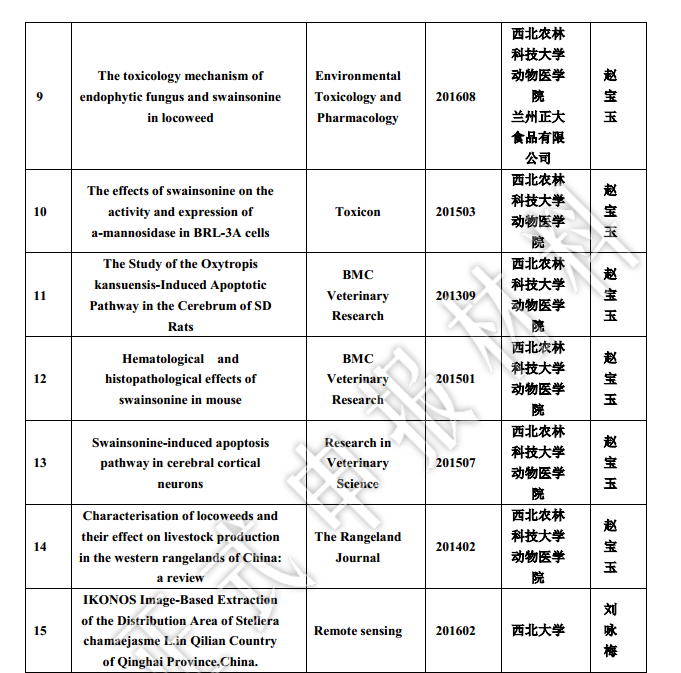 9
The toxicology mechanism of
endophytic fungus and swainsonine
in locoweed
Environmental
Toxicology and
Pharmacology
201608
西北农林
科技大学
动物医学
院
兰州正大
食品有限
公司
赵
宝
玉
10
The effects of swainsonine on the
activity and expression of
a-mannosidase in BRL-3A cells
Toxicon
201503
西北农林
科技大学
动物医学
院
赵
宝
玉
11
The Study of the Oxytropis
kansuensis-Induced Apoptotic
Pathway in the Cerebrum of SD
Rats
BMC
Veterinary
Research
201309
西北农林
科技大学
动物医学
院
赵
宝
玉
12
Hematological and
histopathological effects of
swainsonine in mouse
BMC
Veterinary
Research
201501
西北农林
科技大学
动物医学
院
赵
宝
玉
13
Swainsonine-induced apoptosis
pathway in cerebral cortical
neurons
Research in
Veterinary
Science
201507
西北农林
科技大学
动物医学
院
赵
宝
玉
14
Characterisation of locoweeds and
their effect on livestock production
in the western rangelands of China:
a review
The Rangeland
Journal
201402
西北农林
科技大学
动物医学
院
赵
宝
玉
15
IKONOS Image-Based Extraction
of the Distribution Area of Stellera
chamaejasme L.in Qilian Country
of Qinghai Province.China.
Remote sensing
201602
西北大学
刘
咏
梅
正式申报材料